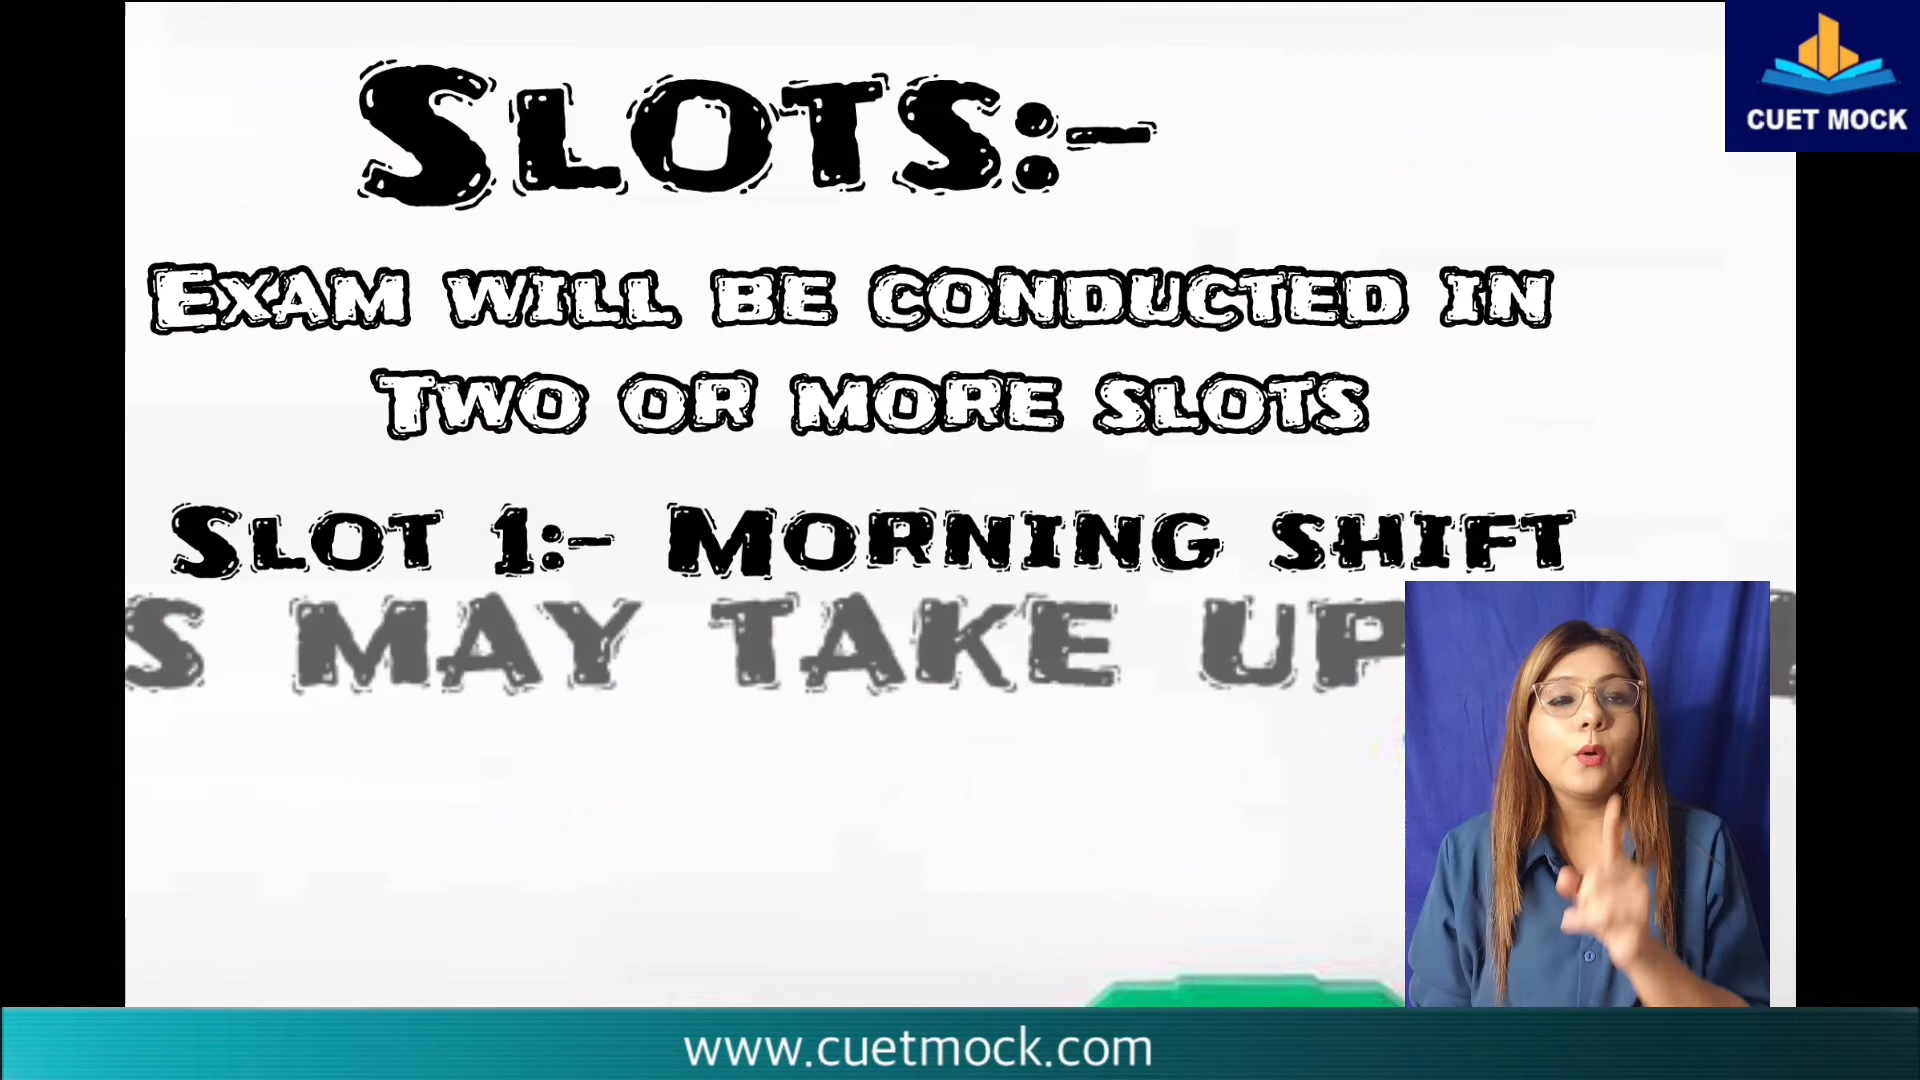 CUET MOCK
Slots:-
Exam will be conducted in
Two or more slots
Slot 1:- Morning shift
S MAY TAKE UP
www.cuetmock.com